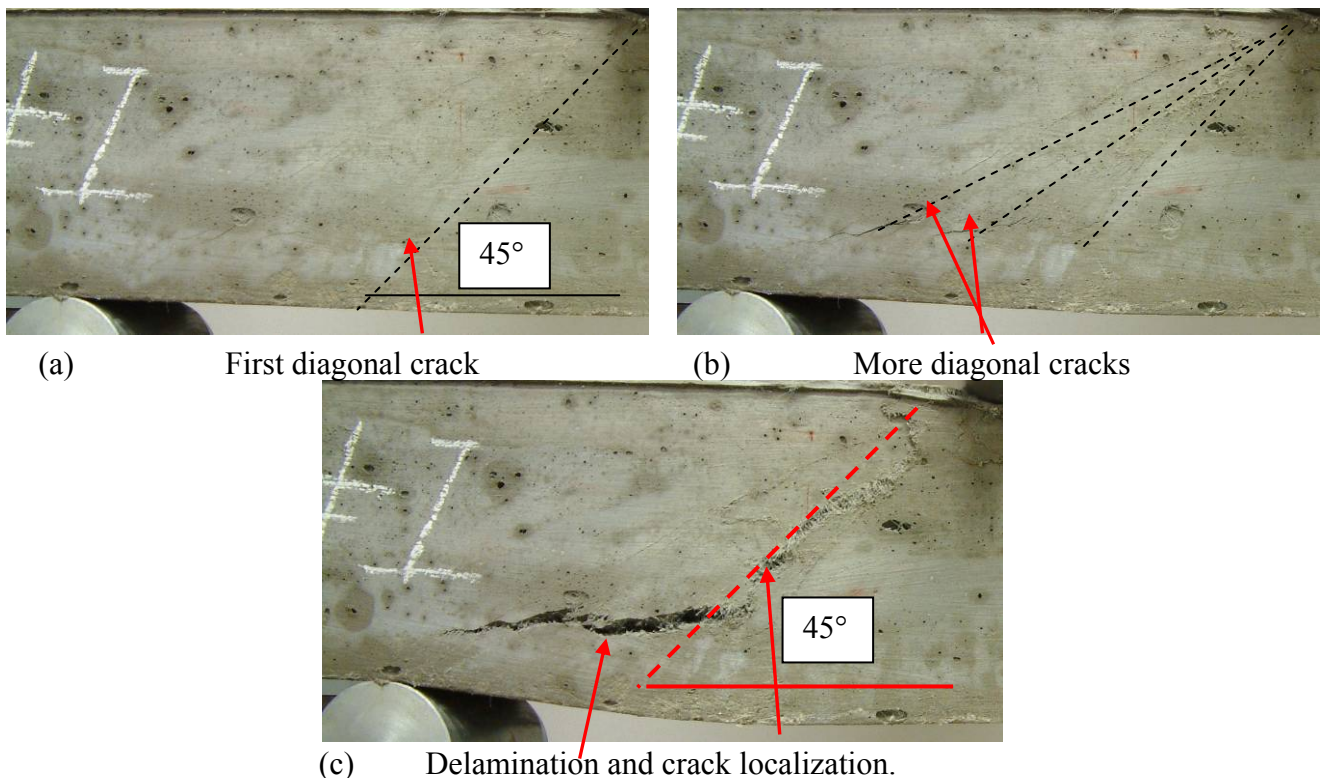 45°
(a) First diagonal crack
(b) More diagonal cracks
45°
(c) Delamination and crack localization.